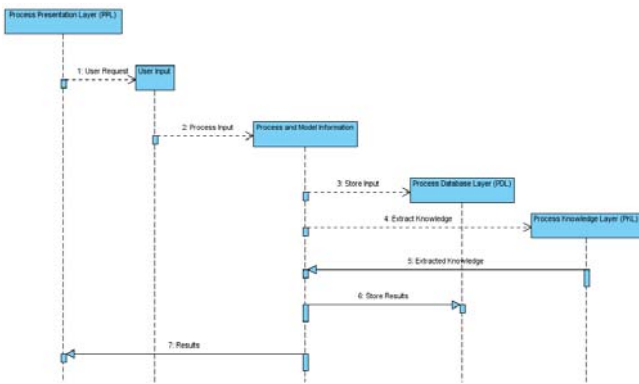 Process Presentation Layer (PPL)
1: User Request
User Input
2: Process Input
Process and Model Information
3: Store Input
Process Database Layer (PDL)
4: Extract Knowledge
Process Knowledge Layer (PKL)
5: Extracted Knowledge
6: Store Results
7: Results